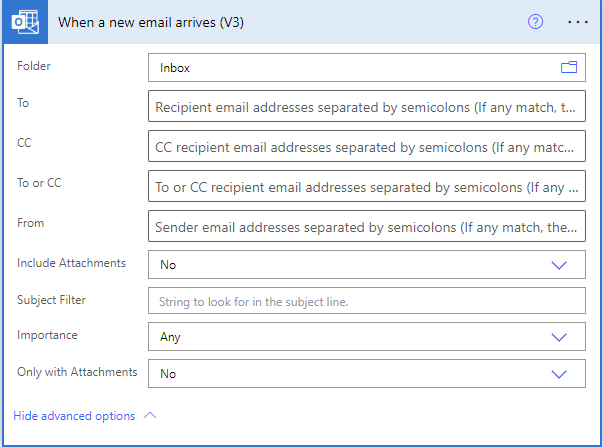 When a new email arrives (V3)
Folder
Inbox
To
Recipient email addresses separated by semicolons (If any match, t...
CC
CC recipient email addresses separated by semicolons (If any matc...
To or CC
To or CC recipient email addresses separated by semicolons (If any ...
From
Sender email addresses separated by semicolons (If any match, the...
Include Attachments
No
Subject Filter
String to look for in the subject line.
Importance
Any
Only with Attachments
No
Hide advanced options